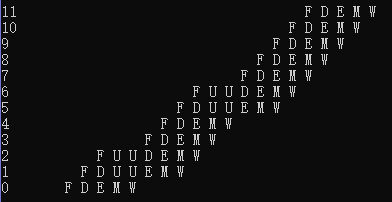 11 F D E M W
10 F D E M W
9 F D E M W
8 F D E M W
7 F D E M W
6 F U U D E M W
5 F D U U E M W
4 F D E M W
3 F D E M W
2 F U U D E M W
1 F D U U E M W
0 F D E M W